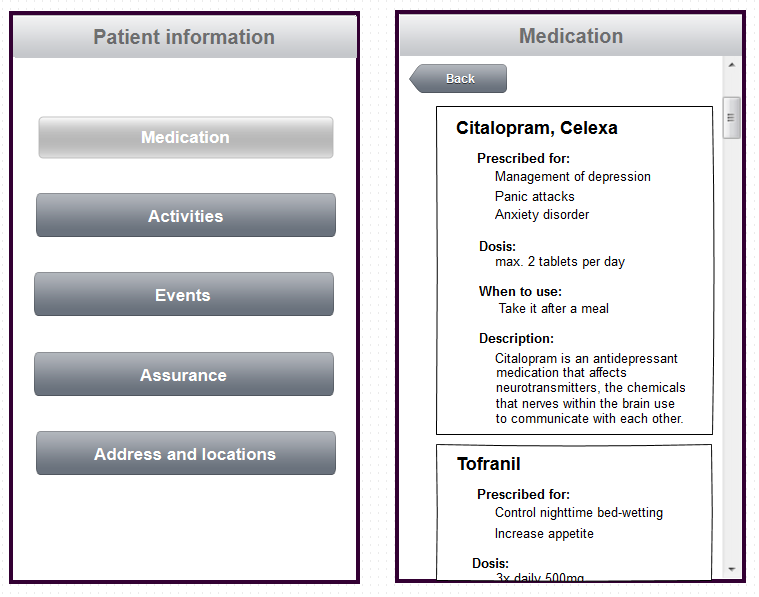 Patient information
Medication
Activities
Events
Assurance
Address and locations
Medication
Back
Citalopram, Celexa
Prescribed for:
Management of depression
Panic attacks
Anxiety disorder
Dosis:
max. 2 tablets per day
When to use:
Take it after a meal
Description:
Citalopram is an antidepressant
medication that affects
neurotransmitters, the chemicals
that nerves within the brain use
to communicate with each other.
Tofranil
Prescribed for:
Control nighttime bed-wetting
Increase appetite
Dosis:
3x daily 500mg